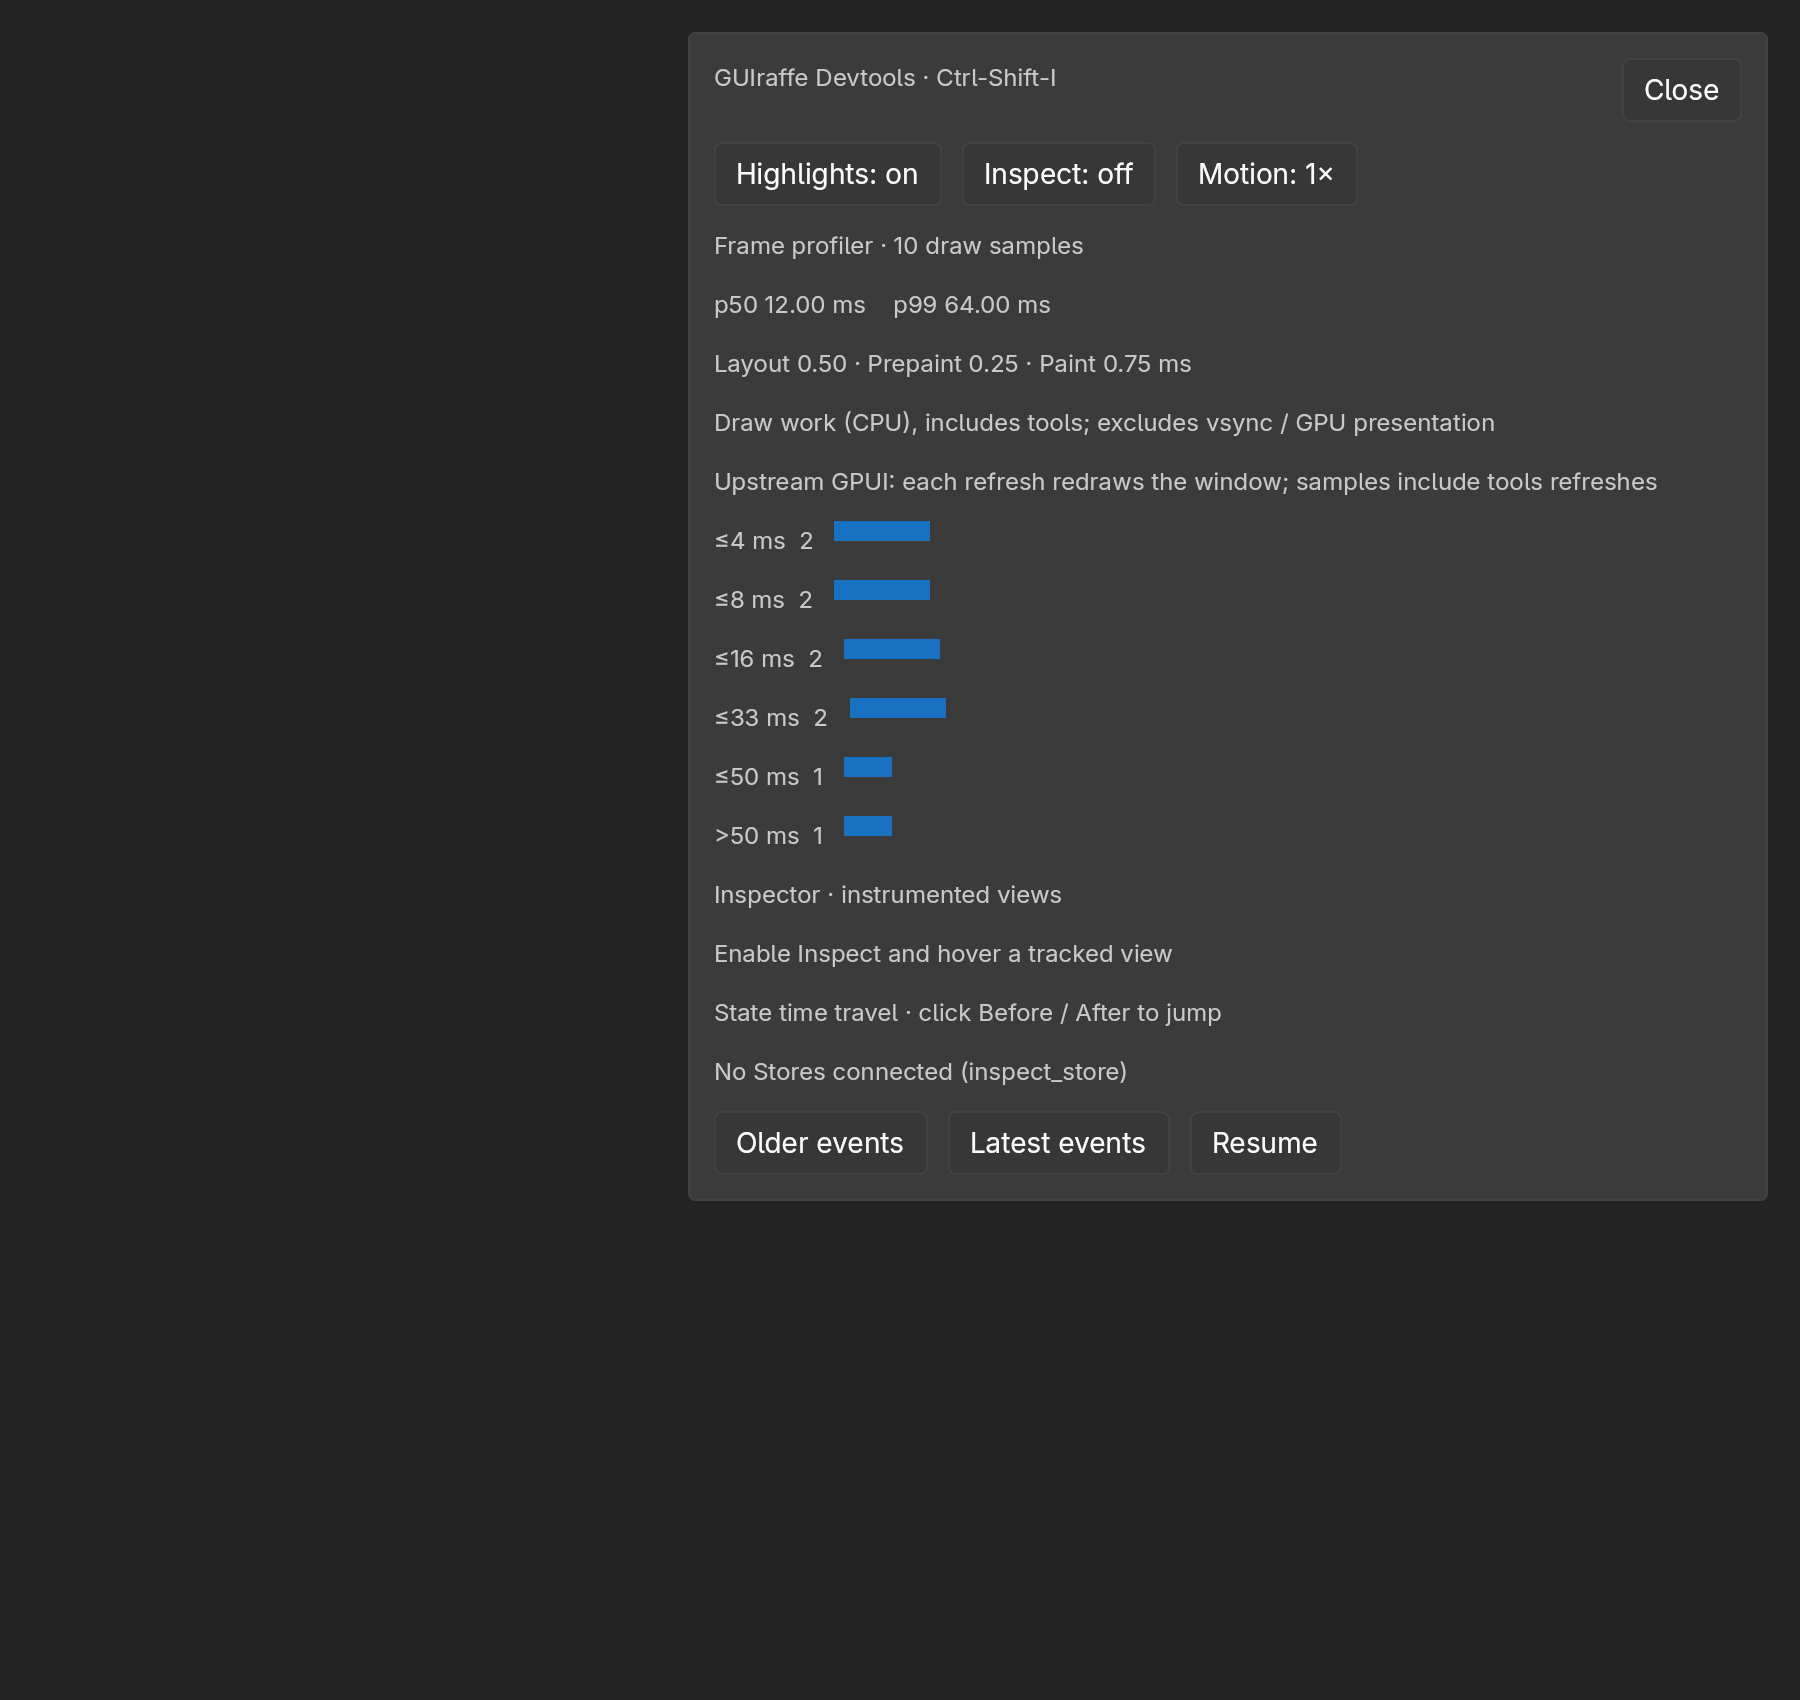 GUIraffe Devtools · Ctrl-Shift-I
Close
Highlights: on
Inspect: off
Motion: 1×
Frame profiler · 10 draw samples
p50 12.00 ms p99 64.00 ms
Layout 0.50 · Prepaint 0.25 · Paint 0.75 ms
Draw work (CPU), includes tools; excludes vsync / GPU presentation
Upstream GPUI: each refresh redraws the window; samples include tools refreshes
≤4 ms 2
≤8 ms 2
≤16 ms 2
≤33 ms 2
≤50 ms 1
>50 ms 1
Inspector · instrumented views
Enable Inspect and hover a tracked view
State time travel · click Before / After to jump
No Stores connected (inspect_store)
Older events
Latest events
Resume